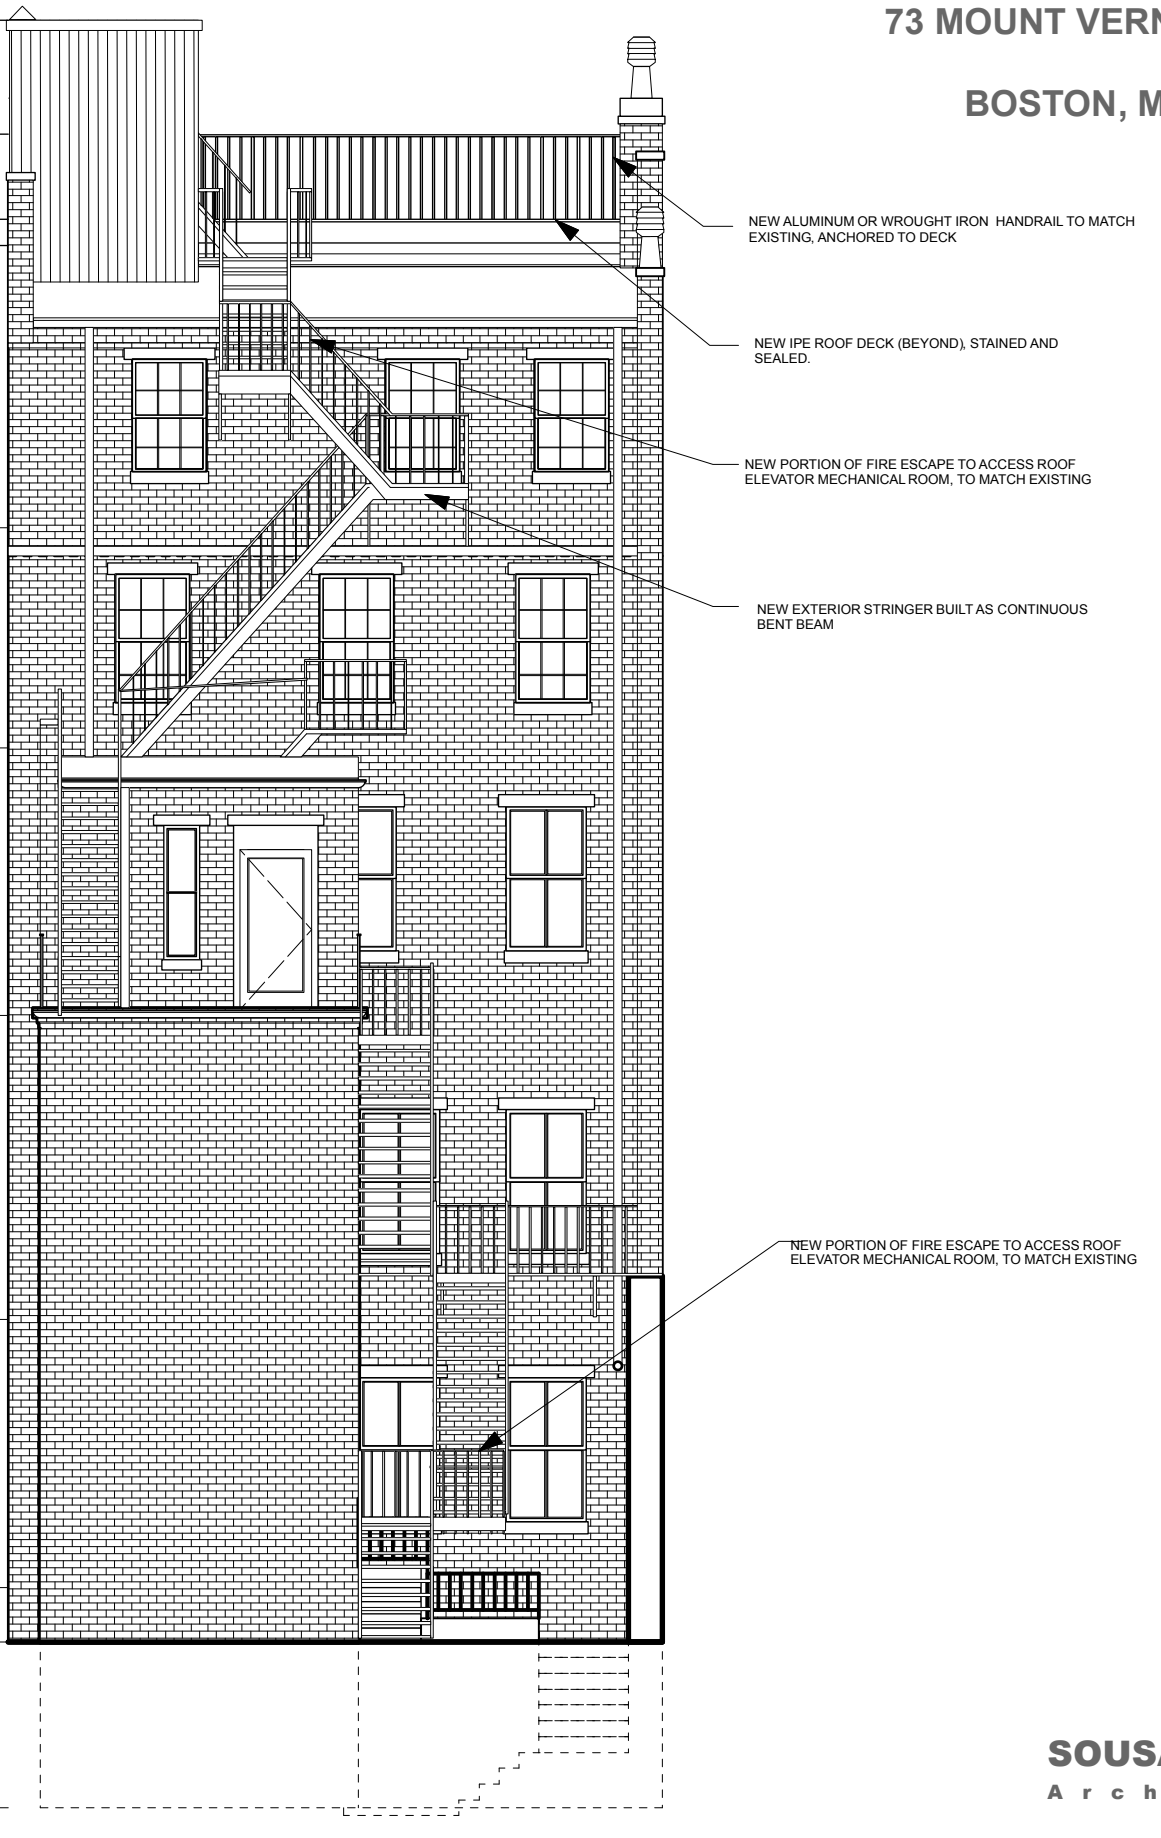 73 MOUNT VERN
BOSTON, M
NEW ALUMINUM OR WROUGHT IRON HANDRAIL TO MATCH
EXISTING, ANCHORED TO DECK
NEW IPE ROOF DECK (BEYOND), STAINED AND
SEALED.
NEW PORTION OF FIRE ESCAPE TO ACCESS ROOF
ELEVATOR MECHANICAL ROOM, TO MATCH EXISTING
NEW EXTERIOR STRINGER BUILT AS CONTINUOUS
BENT BEAM
NEW PORTION OF FIRE ESCAPE TO ACCESS ROOF
ELEVATOR MECHANICAL ROOM, TO MATCH EXISTING
SOUSA
Arch